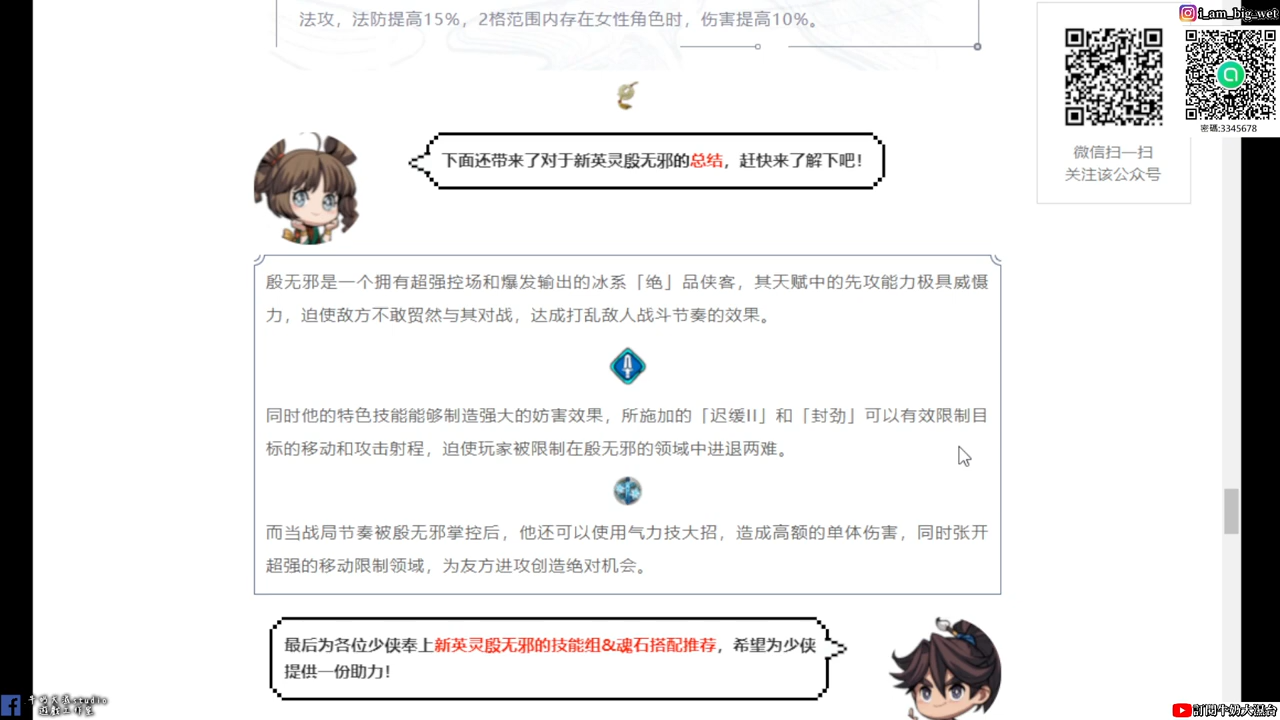 法攻，法防提高15%，2格范围内存在女性角色时，伤害提高10%。
i_am_big_wet
密碼:3345678
微信扫一扫
关注该公众号
下面还带来了对于新英灵殷无邪的总结，赶快来了解下吧！
殷无邪是一个拥有超强控场和爆发输出的冰系「绝」品侠客，其天赋中的先攻能力极具威慑
力，迫使敌方不敢贸然与其对战，达成打乱敌人战斗节奏的效果。
同时他的特色技能能够制造强大的妨害效果，所施加的「迟缓II」和「封劲」可以有效限制目
标的移动和攻击射程，迫使玩家被限制在殷无邪的领域中进退两难。
而当战局节奏被殷无邪掌控后，他还可以使用气力技大招，造成高额的单体伤害，同时张开
超强的移动限制领域，为友方进攻创造绝对机会。
最后为各位少侠奉上新英灵殷无邪的技能组&魂石搭配推荐，希望为少侠
提供一份助力！
studio
遊戲工作室
訂閱牛奶大混台